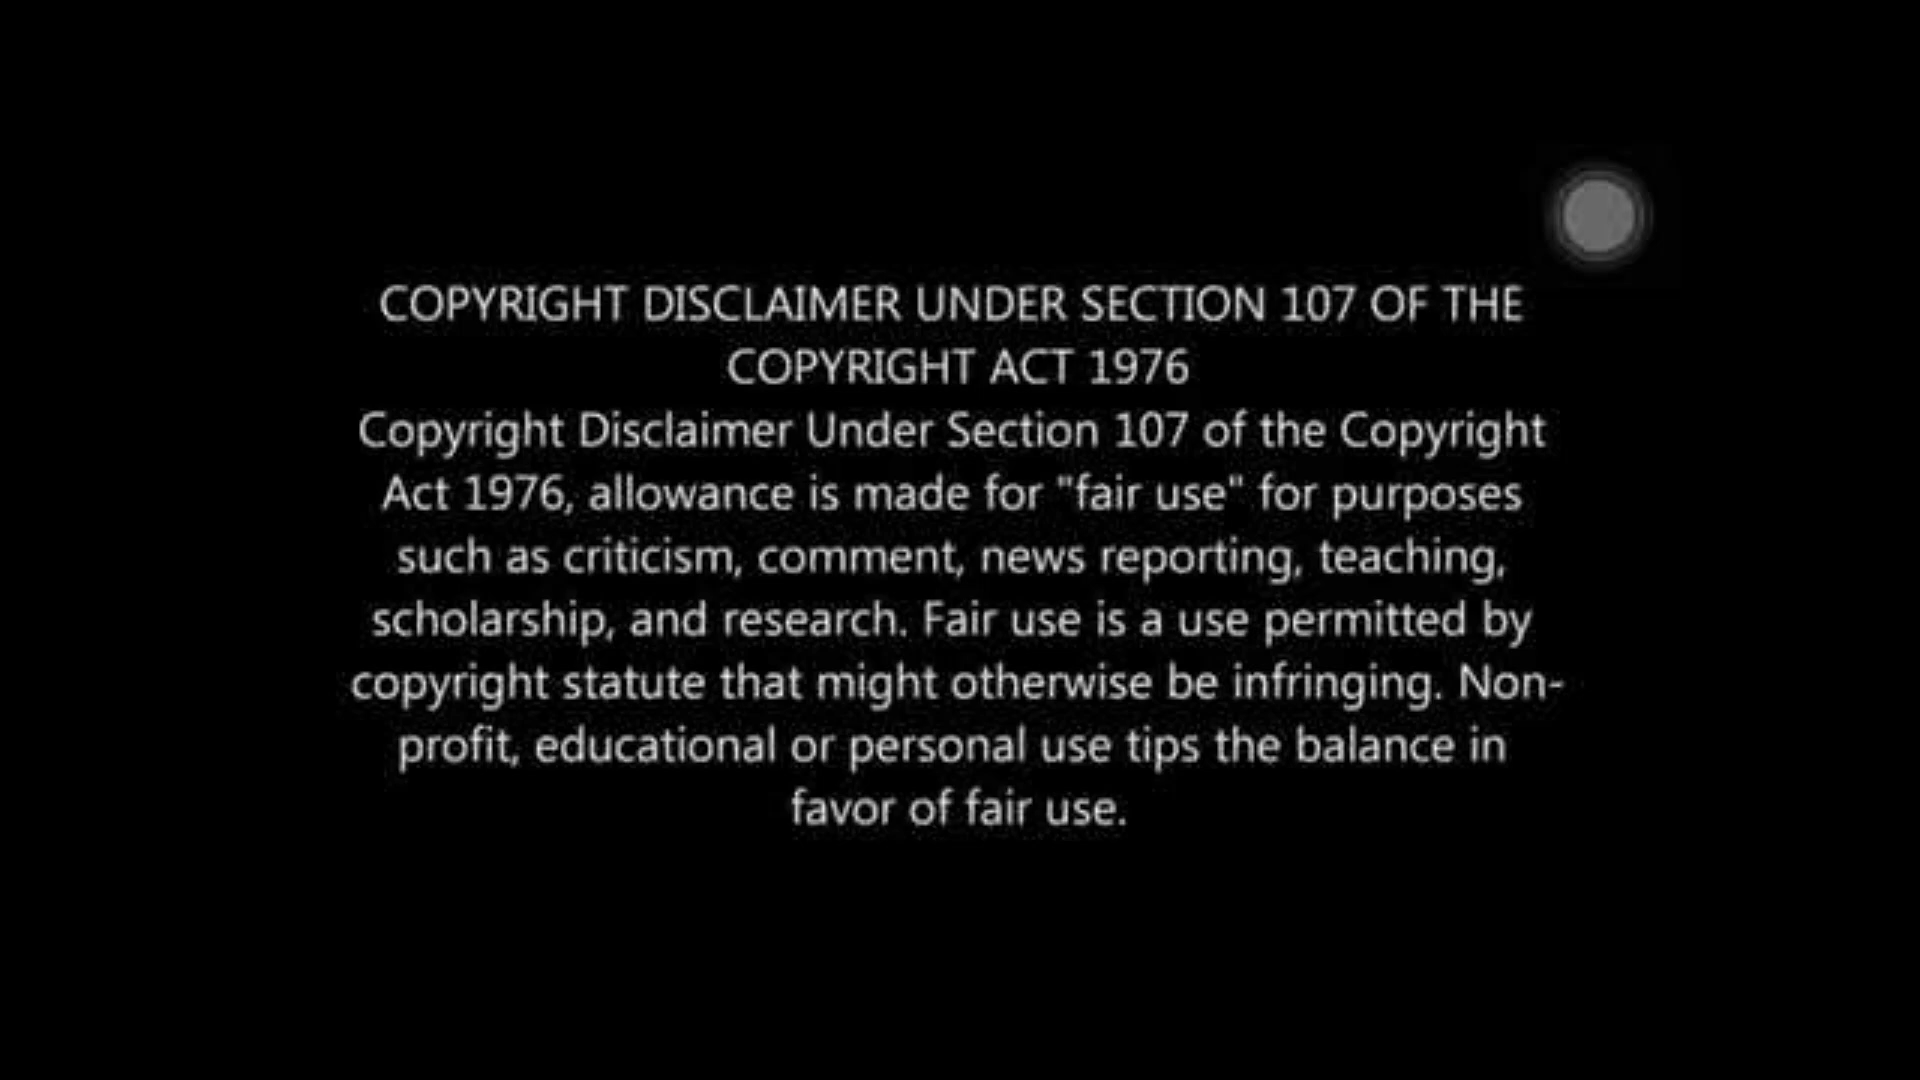 COPYRIGHT DISCLAIMER UNDER SECTION 107 OF THE
COPYRIGHT ACT 1976
Copyright Disclaimer Under Section 107 of the Copyright
Act 1976, allowance is made for "fair use" for purposes
such as criticism, comment, news reporting, teaching,
scholarship, and research. Fair use is a use permitted by
copyright statute that might otherwise be infringing. Non-
profit, educational or personal use tips the balance in
favor of fair use.